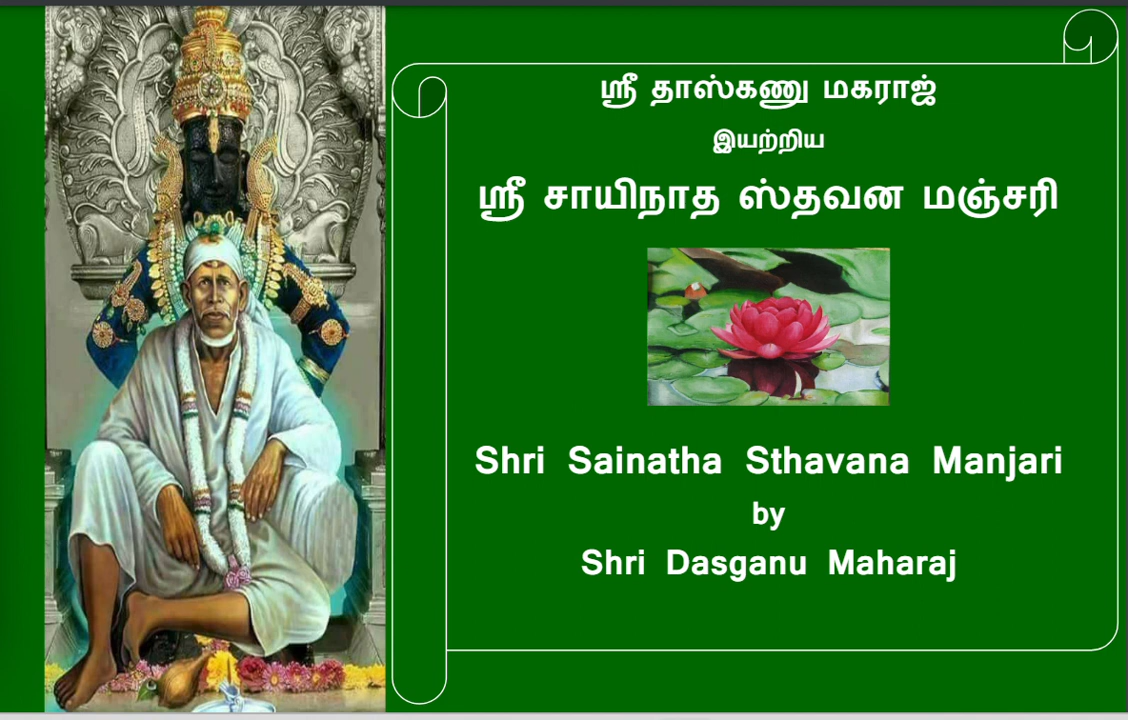 ஸ்ரீ தாஸ்கணு மகராஜ்
இயற்றிய
ஸ்ரீ சாயிநாத ஸ்தவன மஞ்சரி
Shri Sainatha Sthavana Manjari
by
Shri Dasganu Maharaj